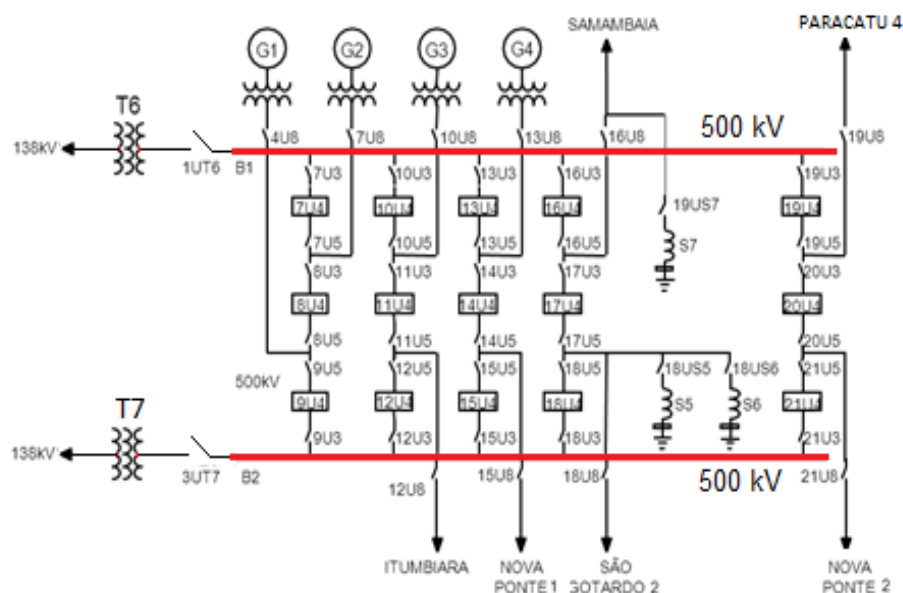 G1 G2 G3 G4
SAMAMBAIA
PARACATU 4
T6
138kV
1UT6
B1
4U8 7U8 10U8 13U8 16U8
500 kV
19U8
7U3 10U3 13U3 16U3 19U3
7U4 10U4 13U4 16U4 19U4
19US7
7U5 10U5 13U5 16U5 19U5
S7
8U3 11U3 14U3 17U3 20U3
8U4 11U4 14U4 17U4 20U4
8U5 11U5 14U5 17U5 20U5
9U5 12U5 15U5 18U5 18US5 18US6 21U5
500kV
9U4 12U4 15U4 18U4 S5 S6 21U4
T7
9U3 12U3 15U3 18U3 21U3
138kV
3UT7
B2
500 kV
12U8 15U8 18U8 21U8
ITUMBIARA
NOVA
PONTE 1
SÃO
GOTARDO 2
NOVA
PONTE 2